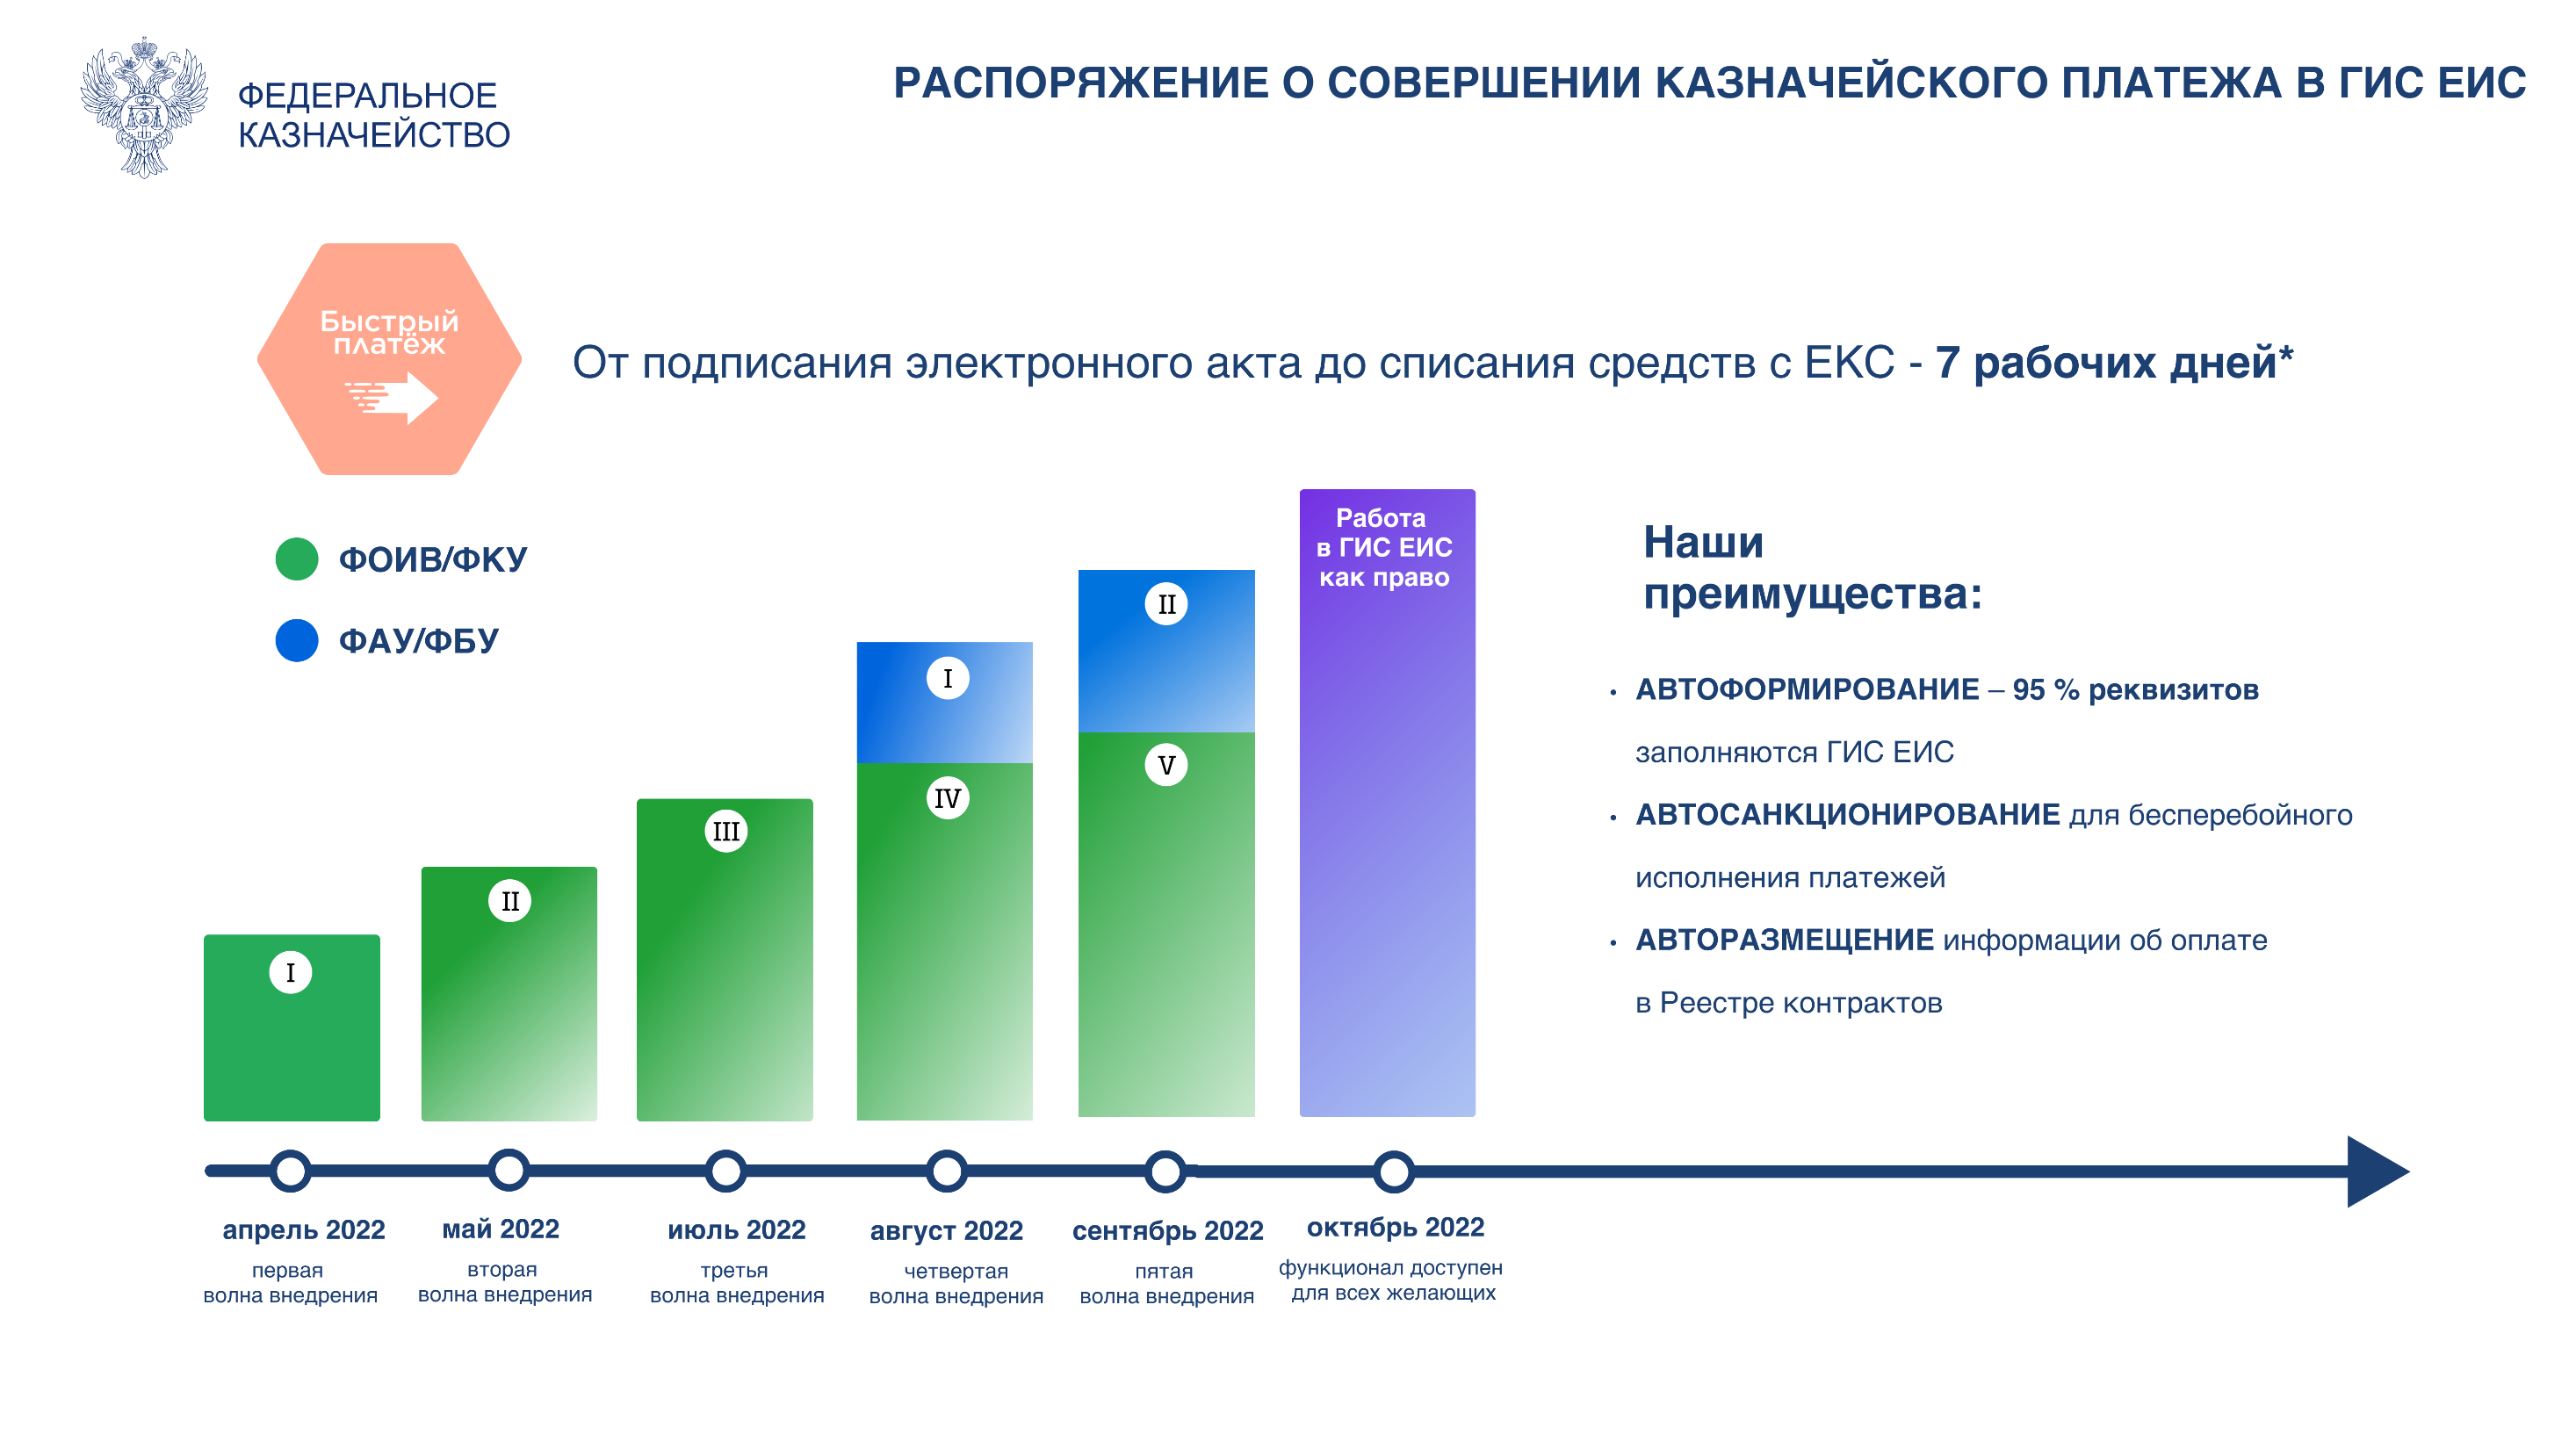 ФЕДЕРАЛЬНОЕ
КАЗНАЧЕЙСТВО
РАСПОРЯЖЕНИЕ О СОВЕРШЕНИИ КАЗНАЧЕЙСКОГО ПЛАТЕЖА В ГИС ЕИС
Быстрый
платёж
От подписания электронного акта до списания средств с ЕКС - 7 рабочих дней*
ФОИВ/ФКУ
ФАУ/ФБУ
I
II
III
I
IV
II
V
Работа
в ГИС ЕИС
как право
апрель 2022
первая
волна внедрения
май 2022
вторая
волна внедрения
июль 2022
третья
волна внедрения
август 2022
четвертая
волна внедрения
сентябрь 2022
пятая
волна внедрения
октябрь 2022
функционал доступен
для всех желающих
Наши
преимущества:
• АВТОФОРМИРОВАНИЕ – 95 % реквизитов
заполняются ГИС ЕИС
• АВТОСАНКЦИОНИРОВАНИЕ для бесперебойного
исполнения платежей
• АВТОРАЗМЕЩЕНИЕ информации об оплате
в Реестре контрактов